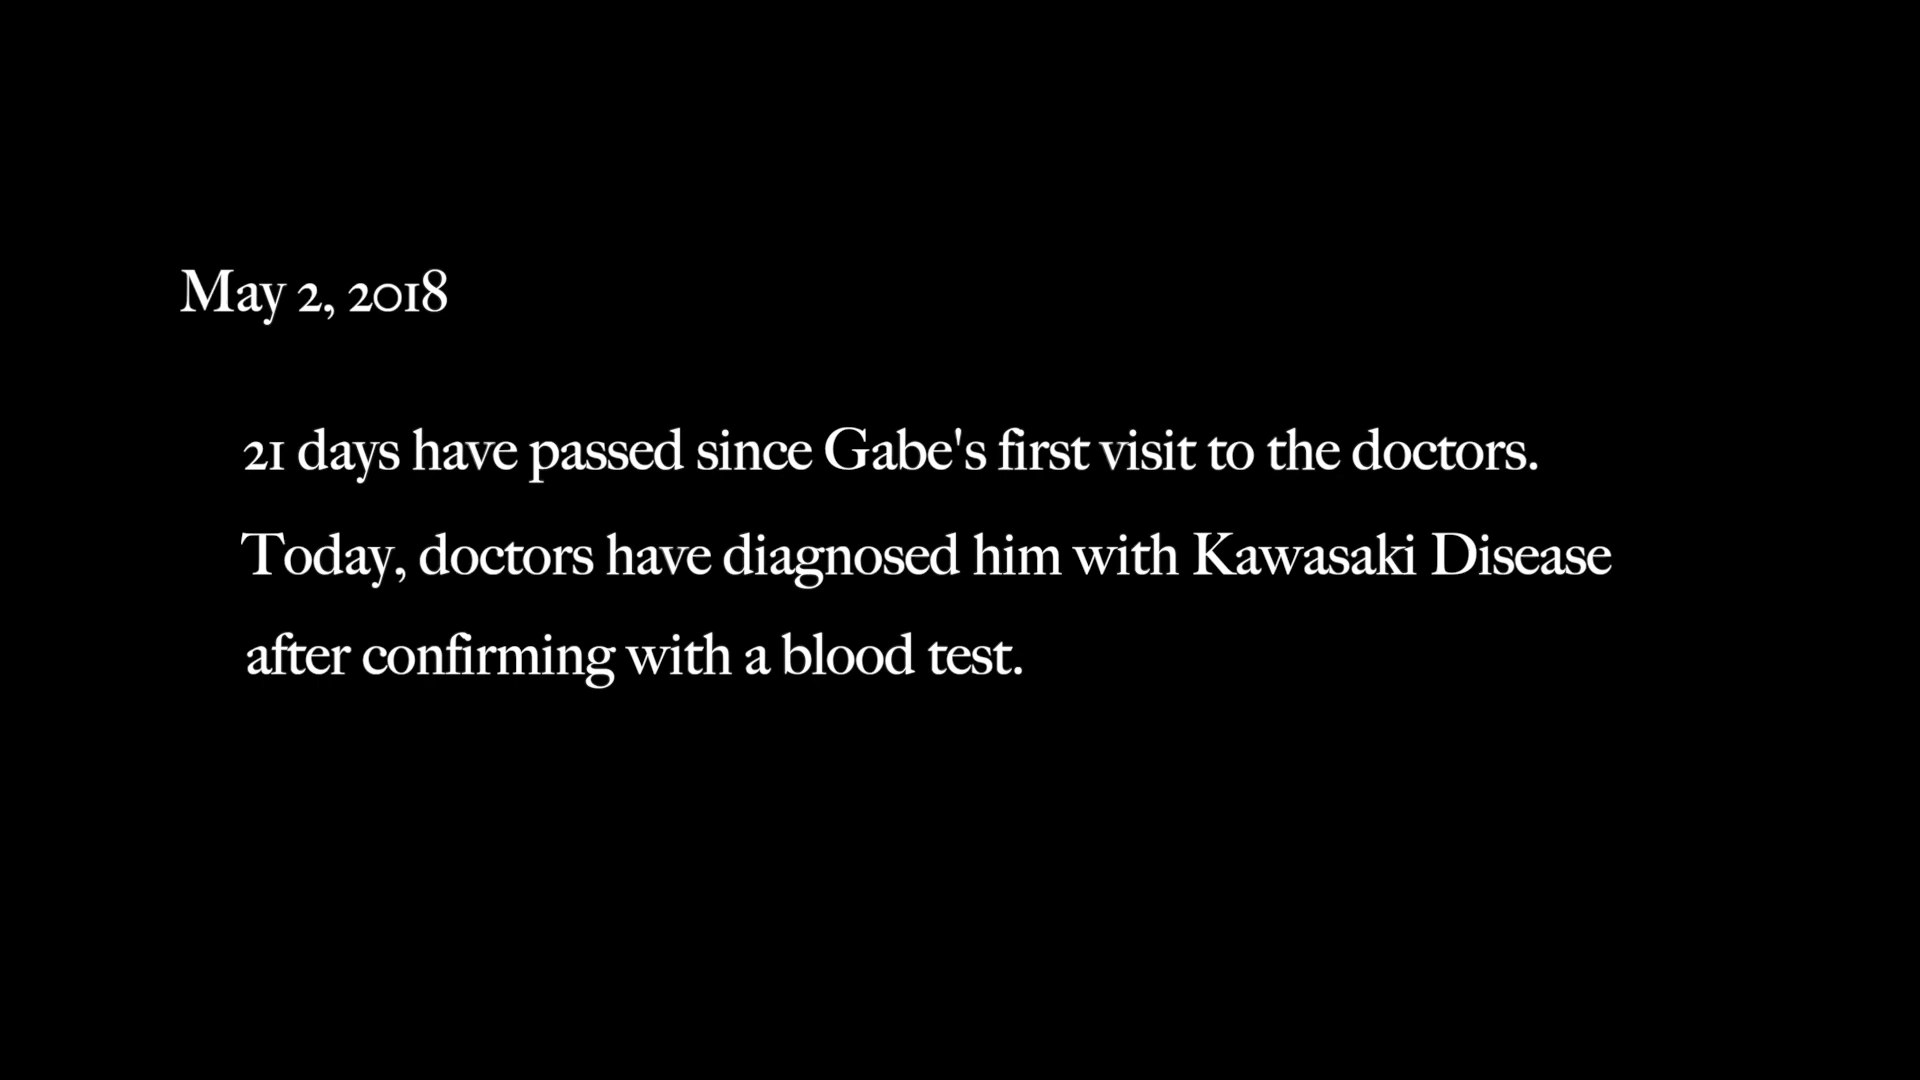 May 2, 2018
21 days have passed since Gabe's first visit to the doctors.
Today, doctors have diagnosed him with Kawasaki Disease
after confirming with a blood test.